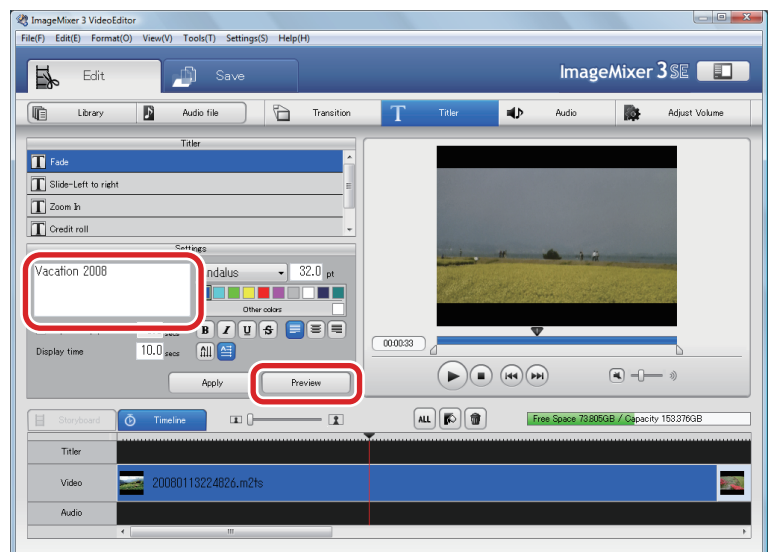 ImageMixer 3 VideoEditor
File(F) Edit(E) Format(O) View(V) Tools(T) Settings(S) Help(H)
Edit Save ImageMixer 3 SE
Library Audio file Transition T Titler Audio Adjust Volume
Titler
T Fade
T Slide-Left to right
T Zoom In
T Credit roll
Settings
Vacation 2008
ndalus 32.0 pt
Other colors
secs B I U S
Display time 10.0 secs
Apply Preview
00:00:33
Storyboard Timeline ALL Free Space 73.805GB / Capacity 153.376GB
Titler
Video 20080113224826.m2ts
Audio